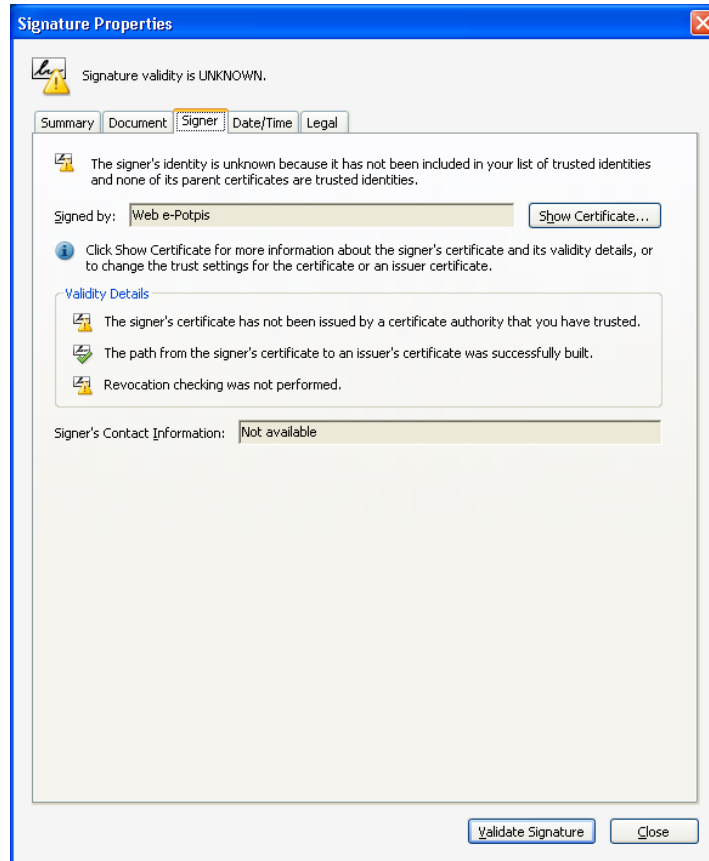 Signature Properties
Signature validity is UNKNOWN.
Summary Document Signer Date/Time Legal
The signer's identity is unknown because it has not been included in your list of trusted identities
and none of its parent certificates are trusted identities.
Signed by: Web e-Potpis Show Certificate...
Click Show Certificate for more information about the signer's certificate and its validity details, or
to change the trust settings for the certificate or an issuer certificate.
Validity Details
The signer's certificate has not been issued by a certificate authority that you have trusted.
The path from the signer's certificate to an issuer's certificate was successfully built.
Revocation checking was not performed.
Signer's Contact Information: Not available
Validate Signature Close